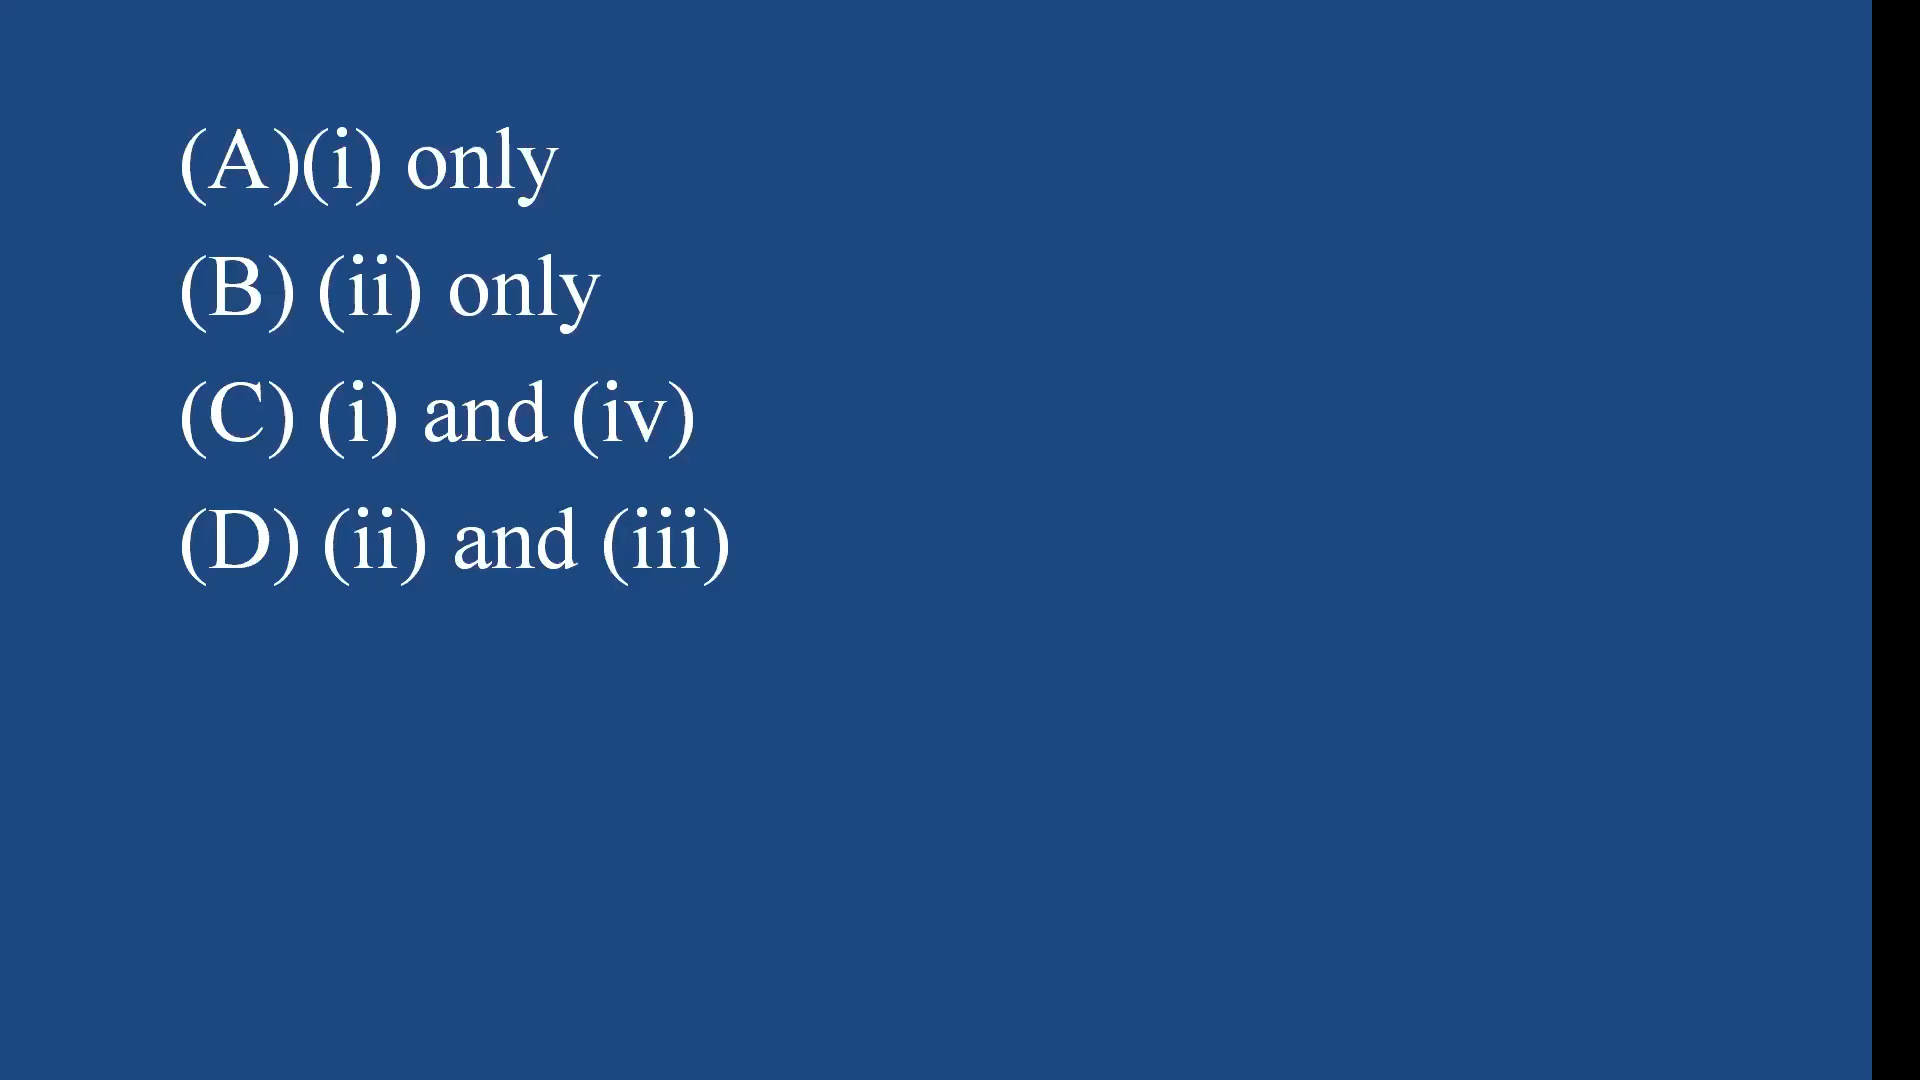 (A)(i) only
(B) (ii) only
(C) (i) and (iv)
(D) (ii) and (iii)